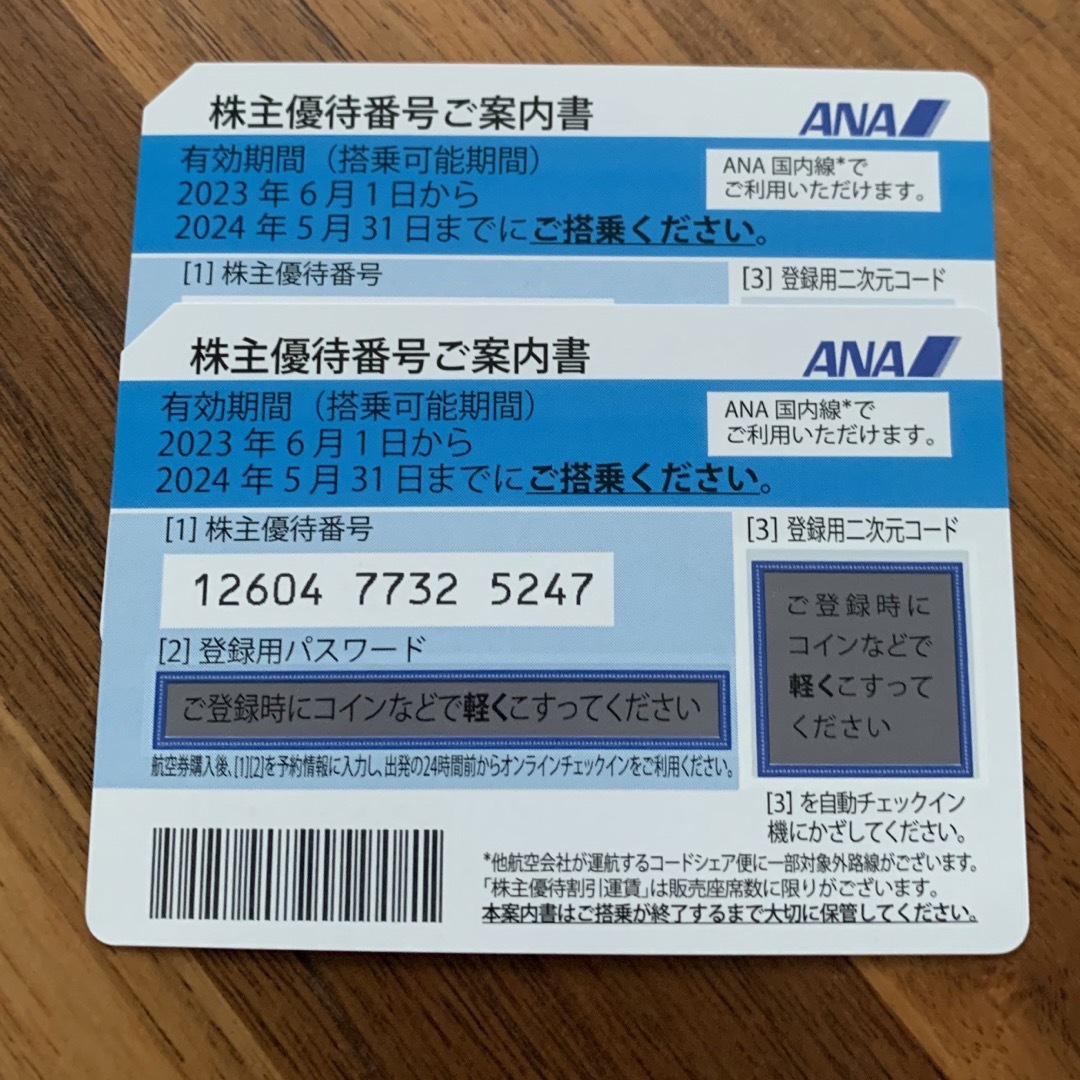 株主優待番号ご案内書
ANA
有効期間（搭乗可能期間）
2023 年 6 月 1 日から
2024 年 5 月 31 日までにご搭乗ください。
ANA 国内線*で
ご利用いただけます。
[1] 株主優待番号
[3] 登録用二次元コード
株主優待番号ご案内書
ANA
有効期間（搭乗可能期間）
2023 年 6 月 1 日から
2024 年 5 月 31 日までにご搭乗ください。
ANA 国内線*で
ご利用いただけます。
[1] 株主優待番号
12604 7732 5247
[2] 登録用パスワード
ご登録時にコインなどで軽くこすってください
航空券購入後、[1][2]を予約情報に入力し、出発の24時間前からオンラインチェックインをご利用ください。
[3] 登録用二次元コード
ご登録時に
コインなどで
軽くこすって
ください
[3] を自動チェックイン
機にかざしてください。
*他航空会社が運航するコードシェア便に一部対象外路線がございます。
「株主優待割引運賃」は販売座席数に限りがございます。
本案内書はご搭乗が終了するまで大切に保管してください。